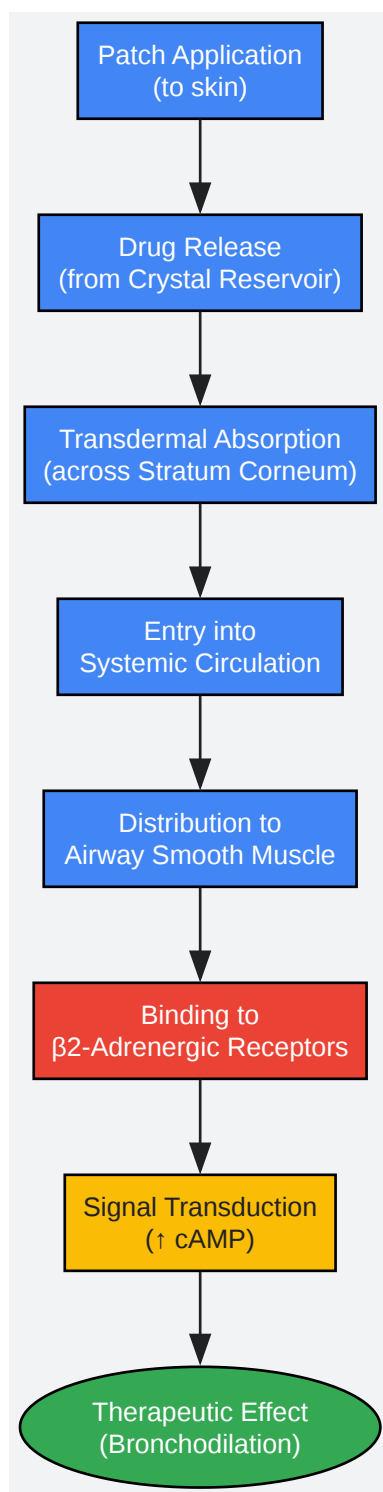 Patch Application
(to skin)
Drug Release
(from Crystal Reservoir)
Transdermal Absorption
(across Stratum Corneum)
Entry into
Systemic Circulation
Distribution to
Airway Smooth Muscle
Binding to
β2-Adrenergic Receptors
Signal Transduction
(↑ cAMP)
Therapeutic Effect
(Bronchodilation)